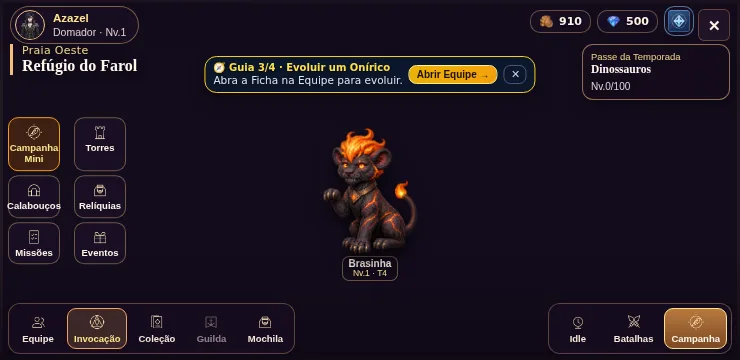 Azazel
Domador · Nv.1
910
500
×
Praia Oeste
Refúgio do Farol
Guia 3/4 · Evoluir um Onírico
Abra a Ficha na Equipe para evoluir.
Abrir Equipe →
×
Passe da Temporada
Dinossauros
Nv.0/100
Campanha
Mini
Torres
Calabouços
Relíquias
Missões
Eventos
Brasinha
Nv.1 · T4
Equipe
Invocação
Coleção
Guilda
Mochila
Idle
Batalhas
Campanha